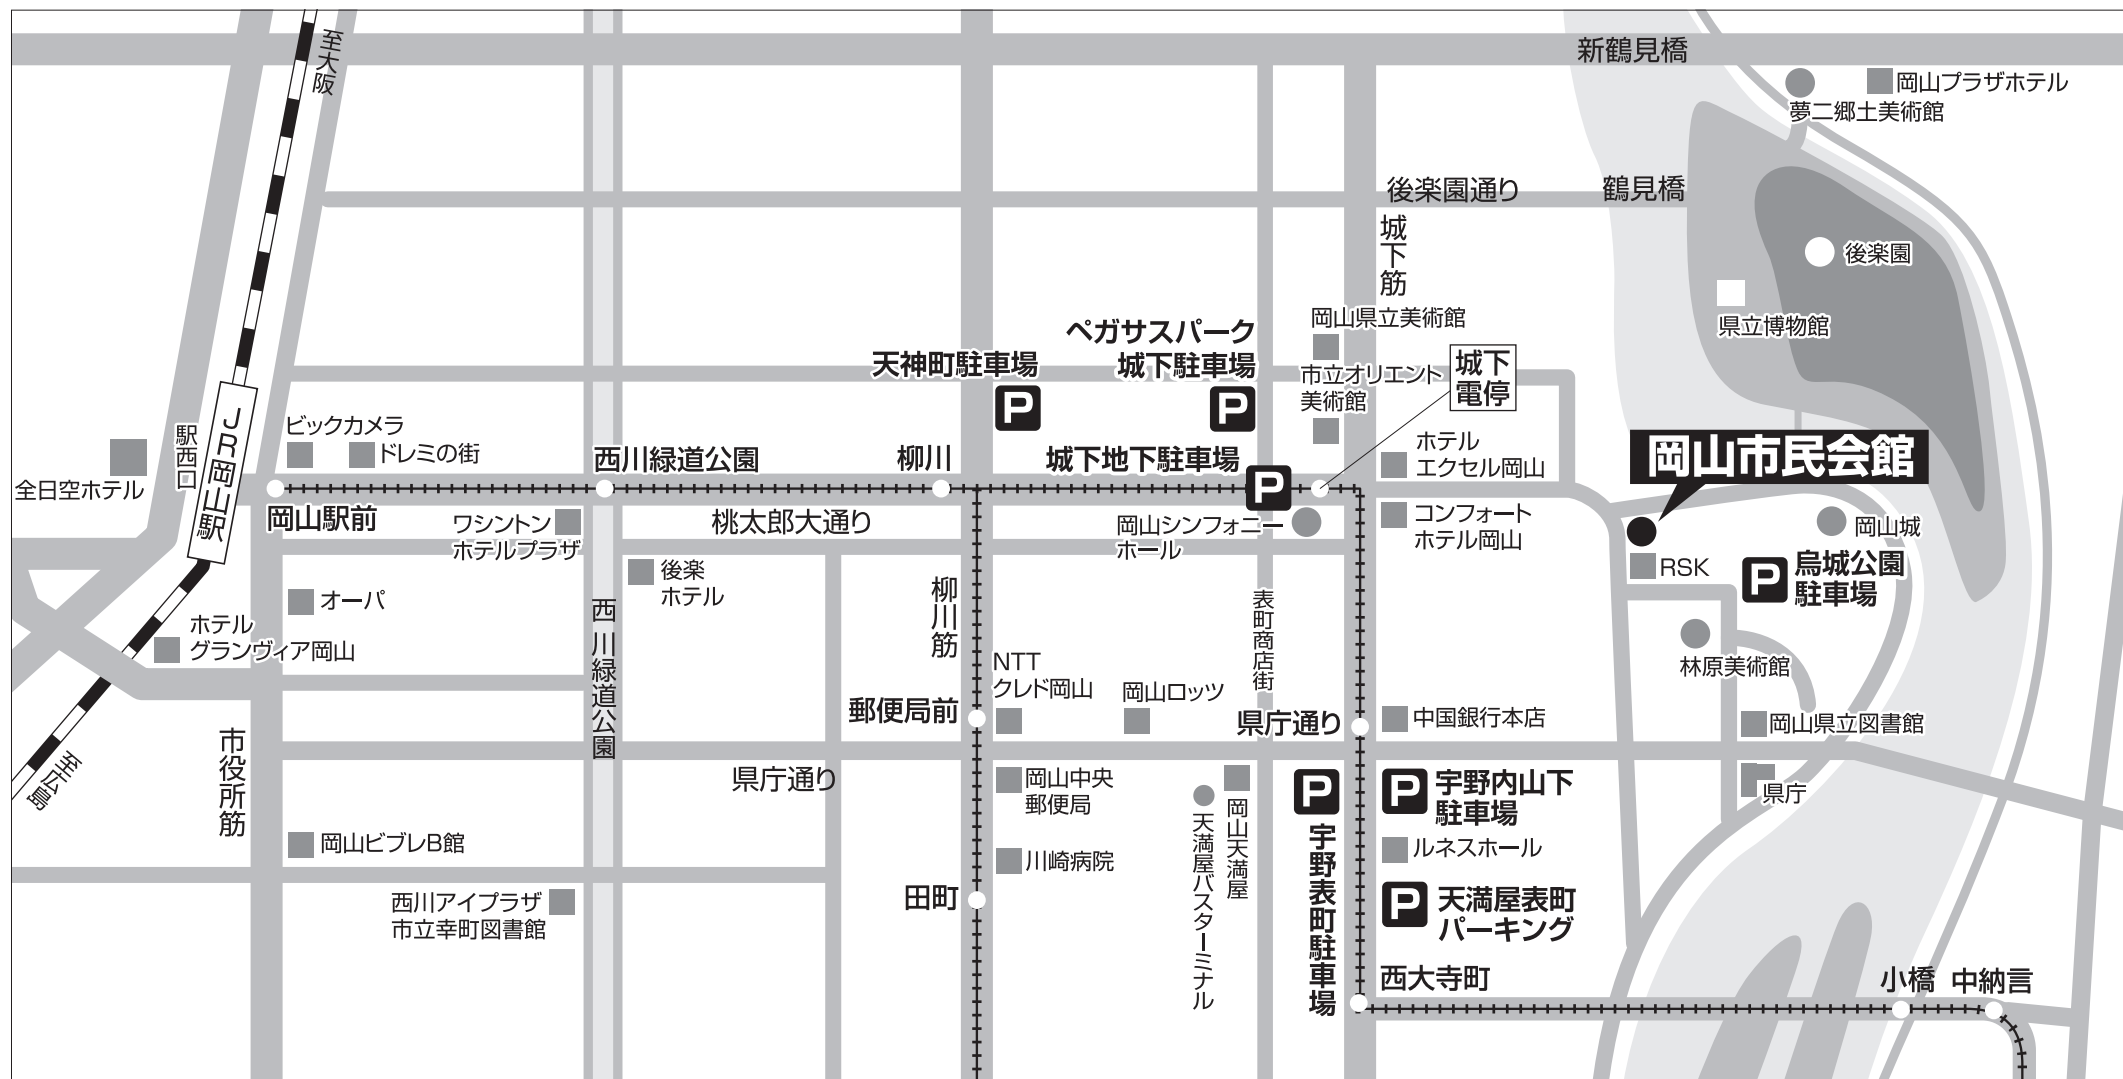 新鶴見橋
至大阪
岡山プラザホテル
夢二郷土美術館
後楽園通り
鶴見橋
城下筋
後楽園
県立博物館
岡山県立美術館
ペガサスパーク
城下駐車場
P
天神町駐車場
P
市立オリエント
美術館
城下
電停
JR岡山駅
駅西口
全日空ホテル
ビックカメラ
ドレミの街
西川緑道公園
柳川
城下地下駐車場
P
ホテル
エクセル岡山
岡山市民会館
岡山駅前
ワシントン
ホテルプラザ
桃太郎大通り
岡山シンフォニー
ホール
コンフォート
ホテル岡山
岡山城
RSK
P
烏城公園
駐車場
後楽
ホテル
オーパ
柳川筋
表町商店街
西川緑道公園
ホテル
グランヴィア岡山
林原美術館
NTT
クレド岡山
岡山ロッツ
郵便局前
県庁通り
中国銀行本店
岡山県立図書館
市役所筋
至広島
県庁通り
岡山中央
郵便局
岡山天満屋
天満屋バスターミナル
P
宇野表町駐車場
P
宇野内山下
駐車場
県庁
岡山ビブレB館
川崎病院
ルネスホール
西川アイプラザ
市立幸町図書館
田町
P
天満屋表町
パーキング
西大寺町
小橋
中納言